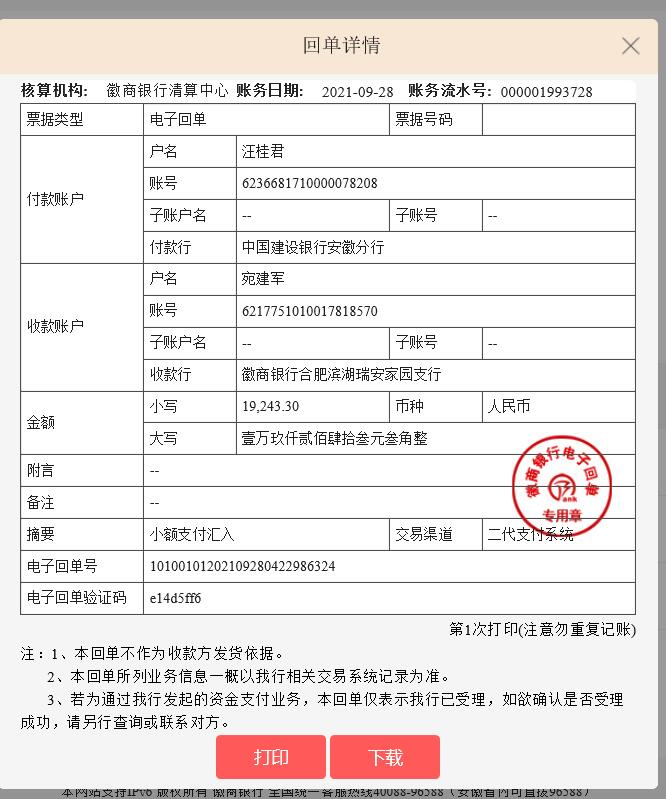 回单详情
核算机构: 徽商银行清算中心 账务日期: 2021-09-28 账务流水号: 000001993728
票据类型 电子回单 票据号码
付款账户
户名 汪桂君
账号 6236681710000078208
子账户名 -- 子账号 --
付款行 中国建设银行安徽分行
收款账户
户名 宛建军
账号 6217751010017818570
子账户名 -- 子账号 --
收款行 徽商银行合肥滨湖瑞安家园支行
金额
小写 19,243.30 币种 人民币
大写 壹万玖仟贰佰肆拾叁元叁角整
附言 --
备注 --
摘要 小额支付汇入 交易渠道 二代支付系统
电子回单号 10100101202109280422986324
电子回单验证码 e14d5ff6
徽商银行电子回单
ank
专用章
第1次打印(注意勿重复记账)
注：1、本回单不作为收款方发货依据。
2、本回单所列业务信息一概以我行相关交易系统记录为准。
3、若为通过我行发起的资金支付业务，本回单仅表示我行已受理，如欲确认是否受理
成功，请另行查询或联系对方。
打印 下载
本网站支持IPv6 版权所有 徽商银行 全国统一客服热线40088-96588（安徽省内可直拨96588）